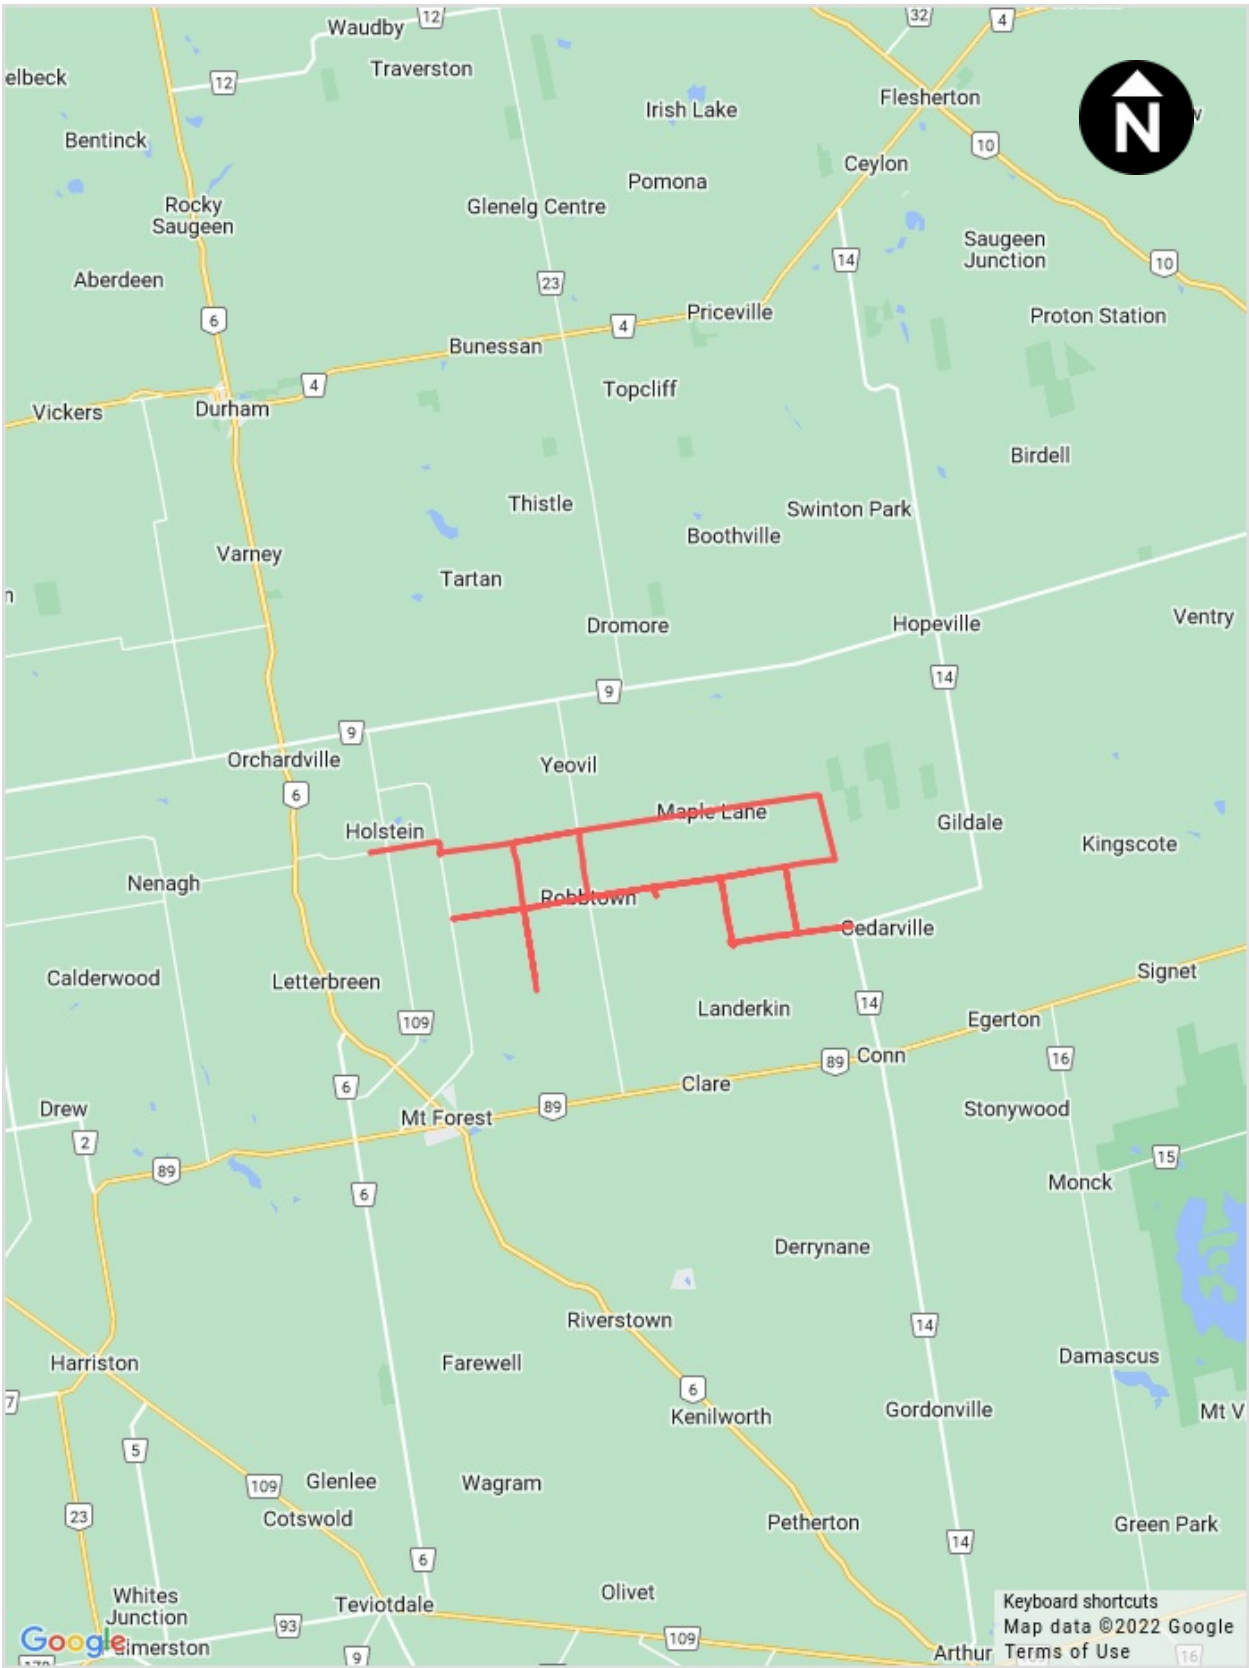 Waudby
12
32
4
elbeck
12
Traverston
Flesherton
N
Irish Lake
Bentinck
10
Ceylon
Pomona
Rocky
Saugeen
Glenelg Centre
Saugeen
Junction
14
10
Aberdeen
23
6
4
Priceville
Proton Station
Bunessan
4
Topcliff
Vickers
Durham
Birdell
Thistle
Swinton Park
Boothville
Varney
Tartan
Dromore
Hopeville
Ventry
14
9
9
Orchardville
Yeovil
6
Maple Lane
Gildale
Holstein
Kingscote
Nenagh
Robbtown
Cedarville
Calderwood
Letterbreen
Signet
Landerkin
14
Egerton
109
89
Conn
16
6
Clare
Drew
89
Mt Forest
Stonywood
2
89
15
Monck
6
Derrynane
Riverstown
14
Harriston
Farewell
Damascus
6
7
Kenilworth
Gordonville
Mt V
5
109
Glenlee
Wagram
23
Cotswold
Petherton
Green Park
14
6
Whites
Junction
Teviotdale
Olivet
93
Keyboard shortcuts
Map data ©2022 Google
Terms of Use
Google
almerston
109
9
Arthur
109
16